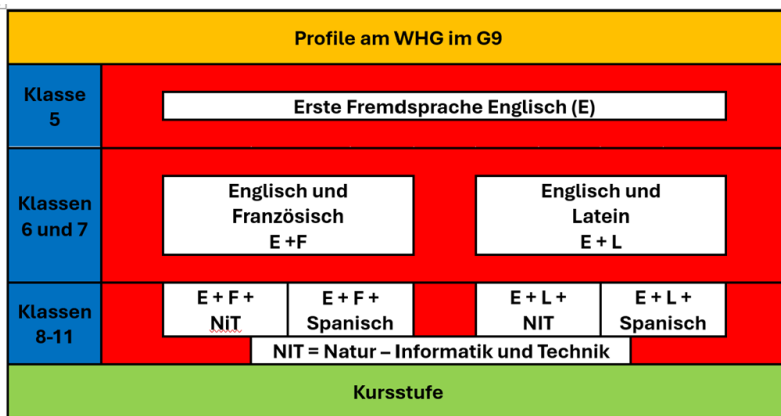 Profile am WHG im G9
Klasse
5
Erste Fremdsprache Englisch (E)
Klassen
6 und 7
Englisch und
Französisch
E +F
Englisch und
Latein
E + L
Klassen
8-11
E + F +
NiT
E + F +
Spanisch
E + L +
NIT
E + L +
Spanisch
NIT = Natur – Informatik und Technik
Kursstufe